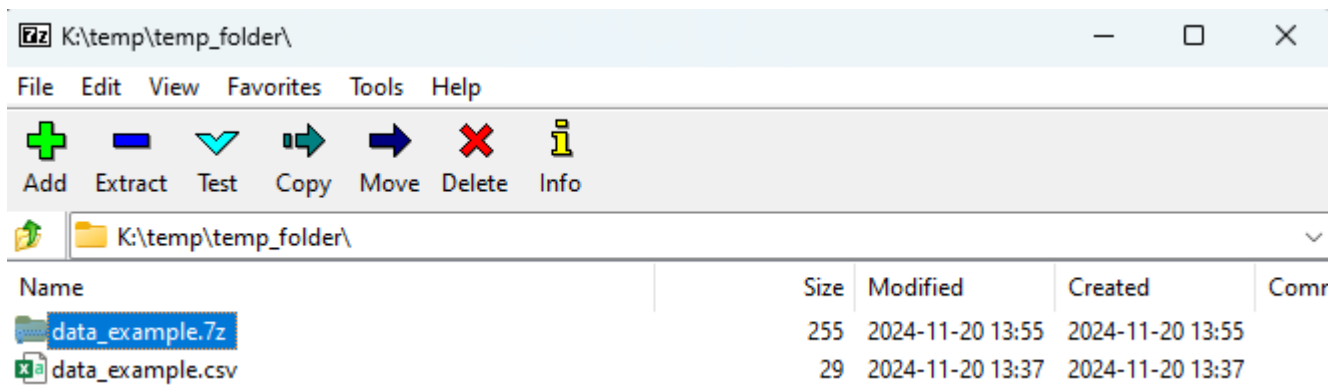 7z K:\temp\temp_folder\
File Edit View Favorites Tools Help
Add Extract Test Copy Move Delete Info
K:\temp\temp_folder\
Name Size Modified Created Comr
data_example.7z 255 2024-11-20 13:55 2024-11-20 13:55
data_example.csv 29 2024-11-20 13:37 2024-11-20 13:37